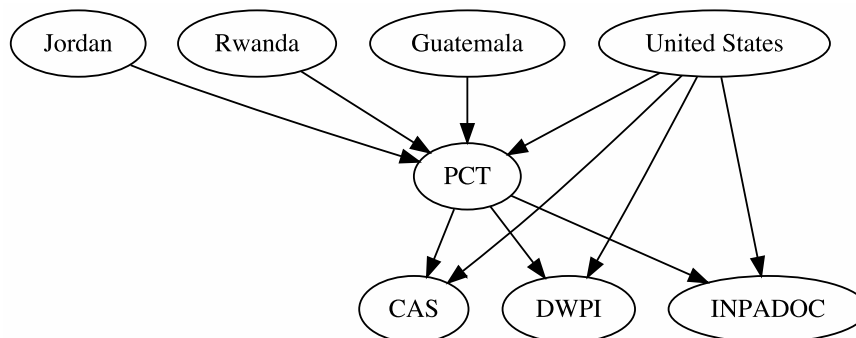 Jordan Rwanda Guatemala United States
PCT
CAS DWPI INPADOC